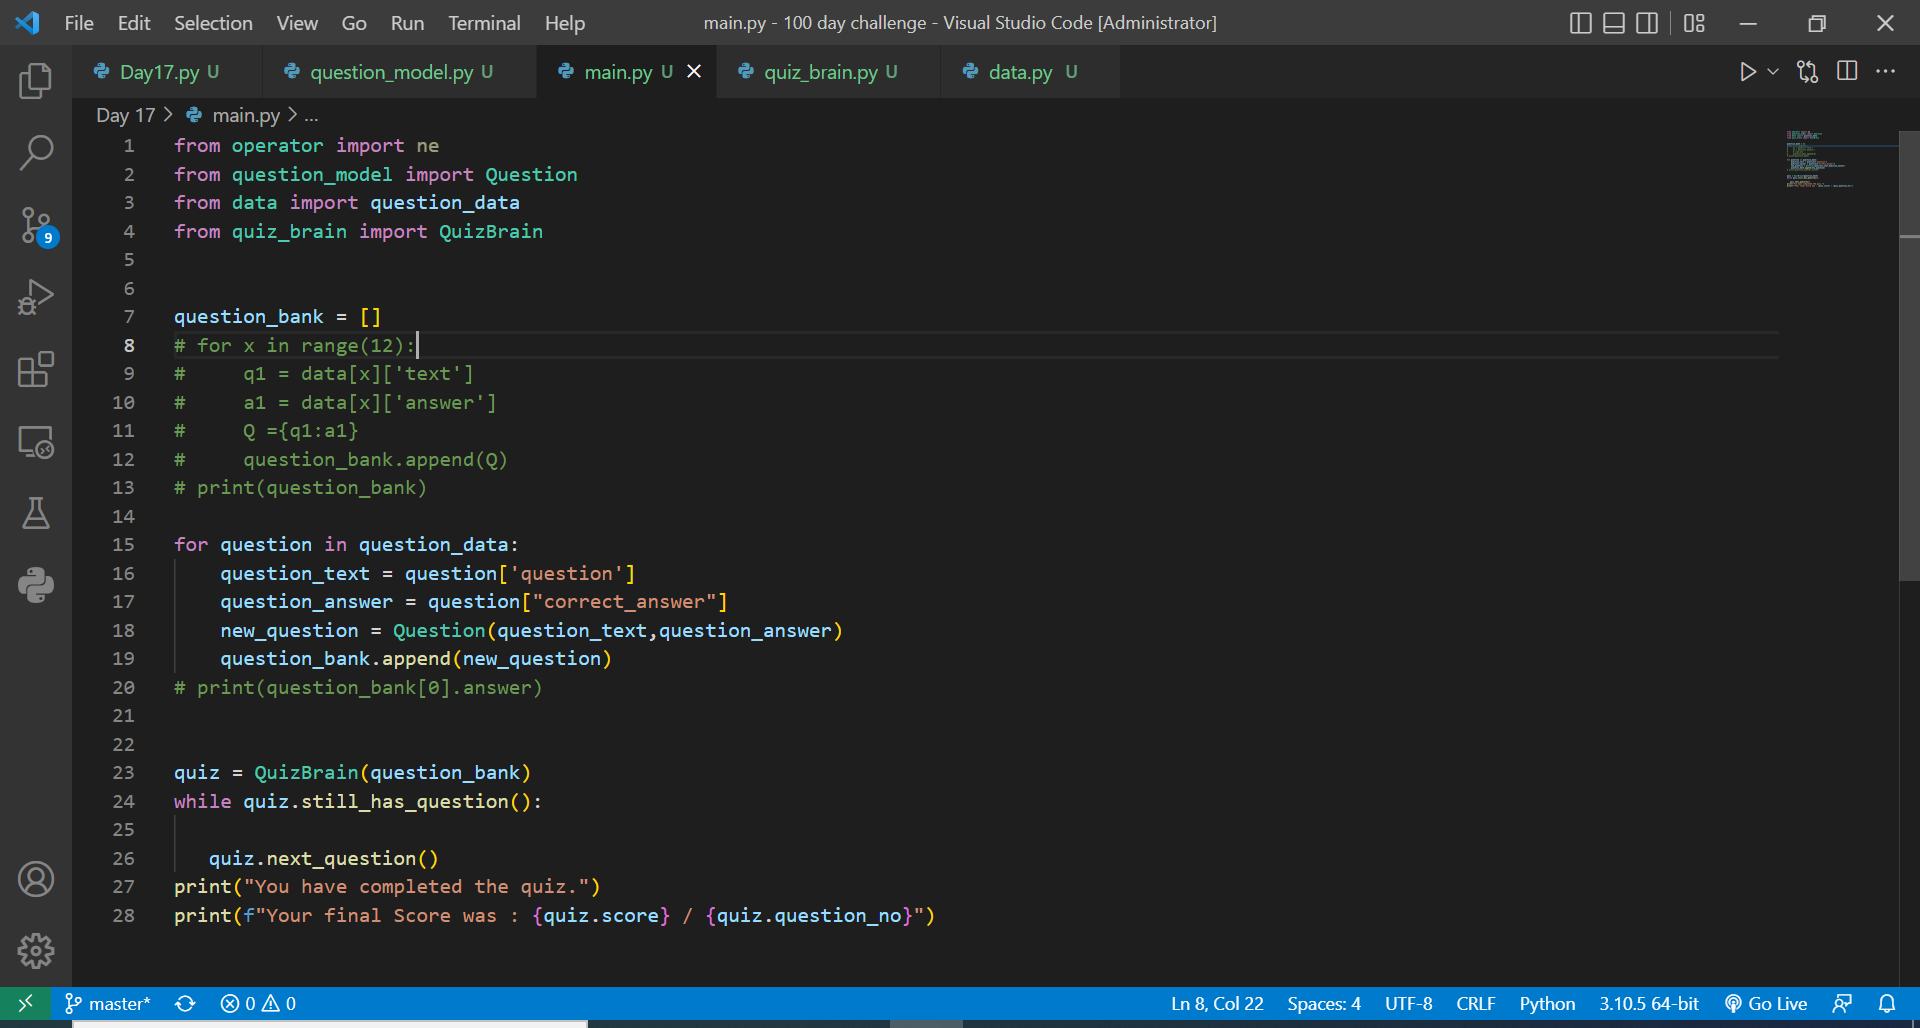 File Edit Selection View Go Run Terminal Help main.py - 100 day challenge - Visual Studio Code [Administrator]
Day17.py U question_model.py U main.py U quiz_brain.py U data.py U
Day 17 > main.py > ...
1 from operator import ne
2 from question_model import Question
3 from data import question_data
4 from quiz_brain import QuizBrain
5
6
7 question_bank = []
8 # for x in range(12):
9 #     q1 = data[x]['text']
10 #     a1 = data[x]['answer']
11 #     Q ={q1:a1}
12 #     question_bank.append(Q)
13 # print(question_bank)
14
15 for question in question_data:
16     question_text = question['question']
17     question_answer = question["correct_answer"]
18     new_question = Question(question_text,question_answer)
19     question_bank.append(new_question)
20 # print(question_bank[0].answer)
21
22
23 quiz = QuizBrain(question_bank)
24 while quiz.still_has_question():
25
26    quiz.next_question()
27 print("You have completed the quiz.")
28 print(f"Your final Score was : {quiz.score} / {quiz.question_no}")
9
master* 0 0 Ln 8, Col 22 Spaces: 4 UTF-8 CRLF Python 3.10.5 64-bit Go Live